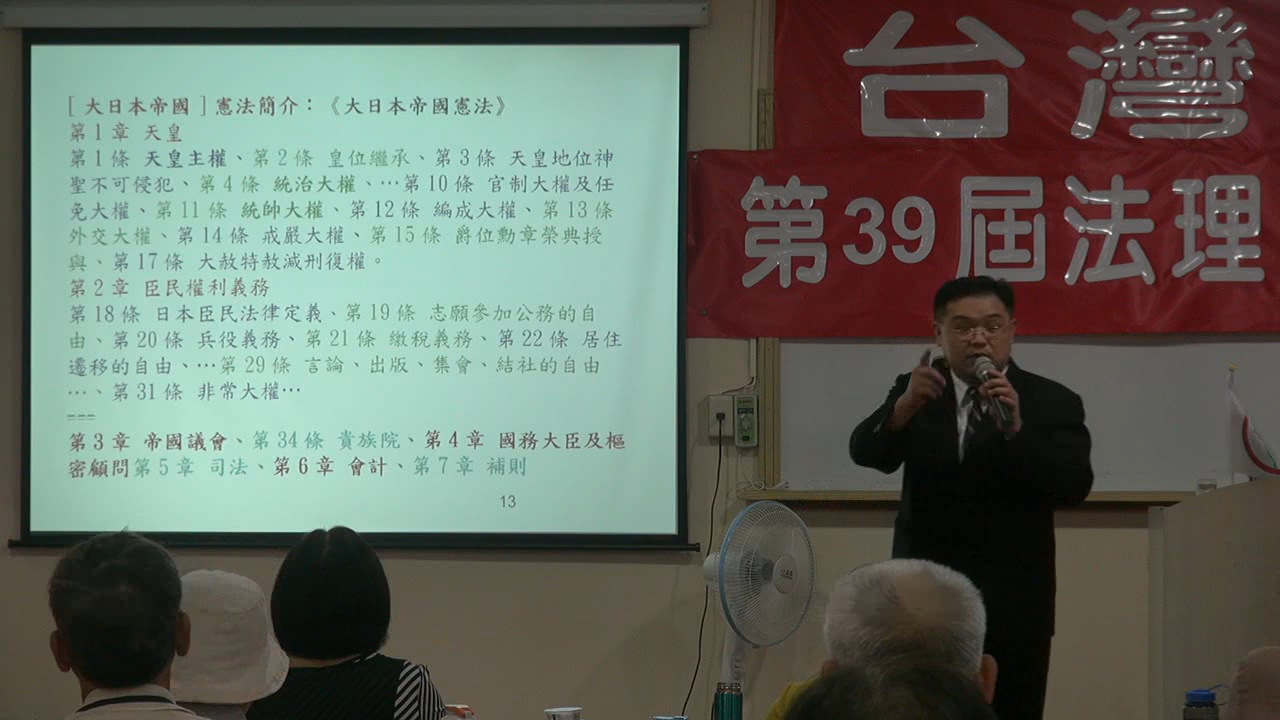 [ 大日本帝國 ] 憲法簡介：《大日本帝國憲法》
第1章 天皇
第1條 天皇主權、第2條 皇位繼承、第3條 天皇地位神
聖不可侵犯、第4條 統治大權、…第10條 官制大權及任
免大權、第11條 統帥大權、第12條 編成大權、第13條
外交大權、第14條 戒嚴大權、第15條 爵位勳章榮典授
與、第17條 大赦特赦減刑復權。
第2章 臣民權利義務
第18條 日本臣民法律定義、第19條 志願參加公務的自
由、第20條 兵役義務、第21條 繳稅義務、第22條 居住
遷移的自由、…第29條 言論、出版、集會、結社的自由
…、第31條 非常大權…
===
第3章 帝國議會、第34條 貴族院、第4章 國務大臣及樞
密顧問第5章 司法、第6章 會計、第7章 補則
13
台灣
第39屆法理